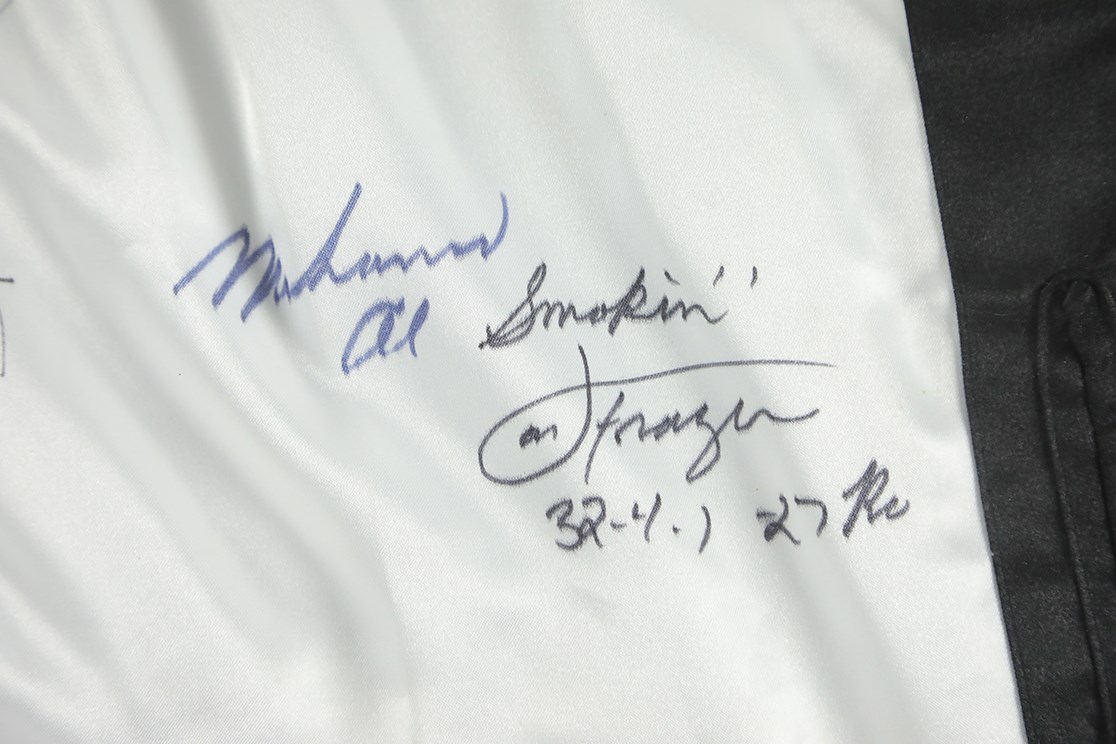 Muhammad
Ali
Smokin''
Joe Frazier
32-4-1 27 KO